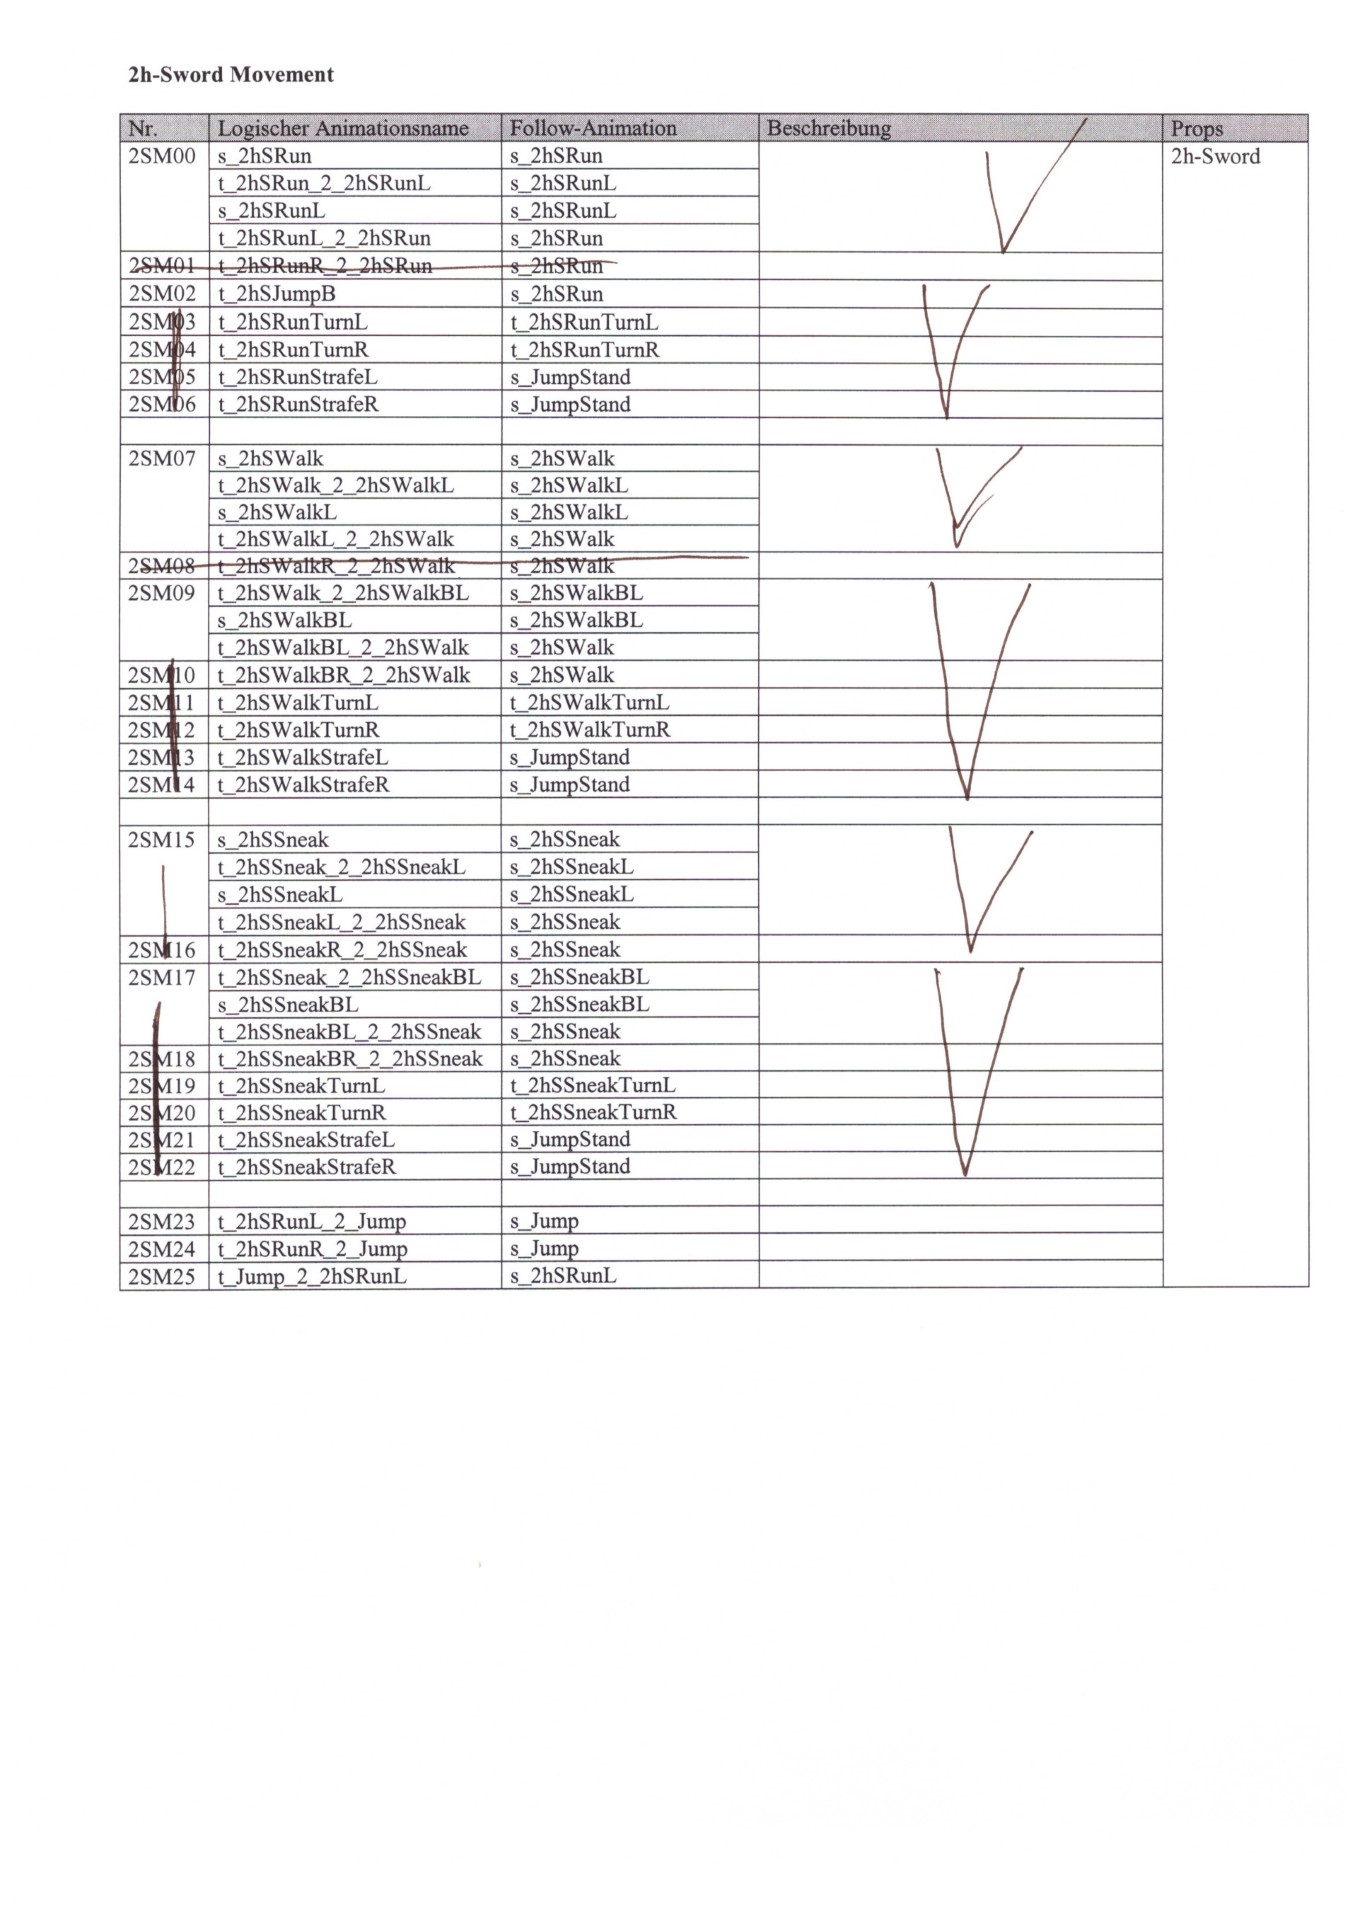 2h-Sword Movement
Nr. Logischer Animationsname Follow-Animation Beschreibung Props
2SM00 s_2hSRun s_2hSRun 2h-Sword
t_2hSRun_2_2hSRunL s_2hSRunL
s_2hSRunL s_2hSRunL
t_2hSRunL_2_2hSRun s_2hSRun
2SM01 t_2hSRunR_2_2hSRun s_2hSRun
2SM02 t_2hSJumpB s_2hSRun
2SM03 t_2hSRunTurnL t_2hSRunTurnL
2SM04 t_2hSRunTurnR t_2hSRunTurnR
2SM05 t_2hSRunStrafeL s_JumpStand
2SM06 t_2hSRunStrafeR s_JumpStand
2SM07 s_2hSWalk s_2hSWalk
t_2hSWalk_2_2hSWalkL s_2hSWalkL
s_2hSWalkL s_2hSWalkL
t_2hSWalkL_2_2hSWalk s_2hSWalk
2SM08 t_2hSWalkR_2_2hSWalk s_2hSWalk
2SM09 t_2hSWalk_2_2hSWalkBL s_2hSWalkBL
s_2hSWalkBL s_2hSWalkBL
t_2hSWalkBL_2_2hSWalk s_2hSWalk
2SM10 t_2hSWalkBR_2_2hSWalk s_2hSWalk
2SM11 t_2hSWalkTurnL t_2hSWalkTurnL
2SM12 t_2hSWalkTurnR t_2hSWalkTurnR
2SM13 t_2hSWalkStrafeL s_JumpStand
2SM14 t_2hSWalkStrafeR s_JumpStand
2SM15 s_2hSSneak s_2hSSneak
t_2hSSneak_2_2hSSneakL s_2hSSneakL
s_2hSSneakL s_2hSSneakL
t_2hSSneakL_2_2hSSneak s_2hSSneak
2SM16 t_2hSSneakR_2_2hSSneak s_2hSSneak
2SM17 t_2hSSneak_2_2hSSneakBL s_2hSSneakBL
s_2hSSneakBL s_2hSSneakBL
t_2hSSneakBL_2_2hSSneak s_2hSSneak
2SM18 t_2hSSneakBR_2_2hSSneak s_2hSSneak
2SM19 t_2hSSneakTurnL t_2hSSneakTurnL
2SM20 t_2hSSneakTurnR t_2hSSneakTurnR
2SM21 t_2hSSneakStrafeL s_JumpStand
2SM22 t_2hSSneakStrafeR s_JumpStand
2SM23 t_2hSRunL_2_Jump s_Jump
2SM24 t_2hSRunR_2_Jump s_Jump
2SM25 t_Jump_2_2hSRunL s_2hSRunL